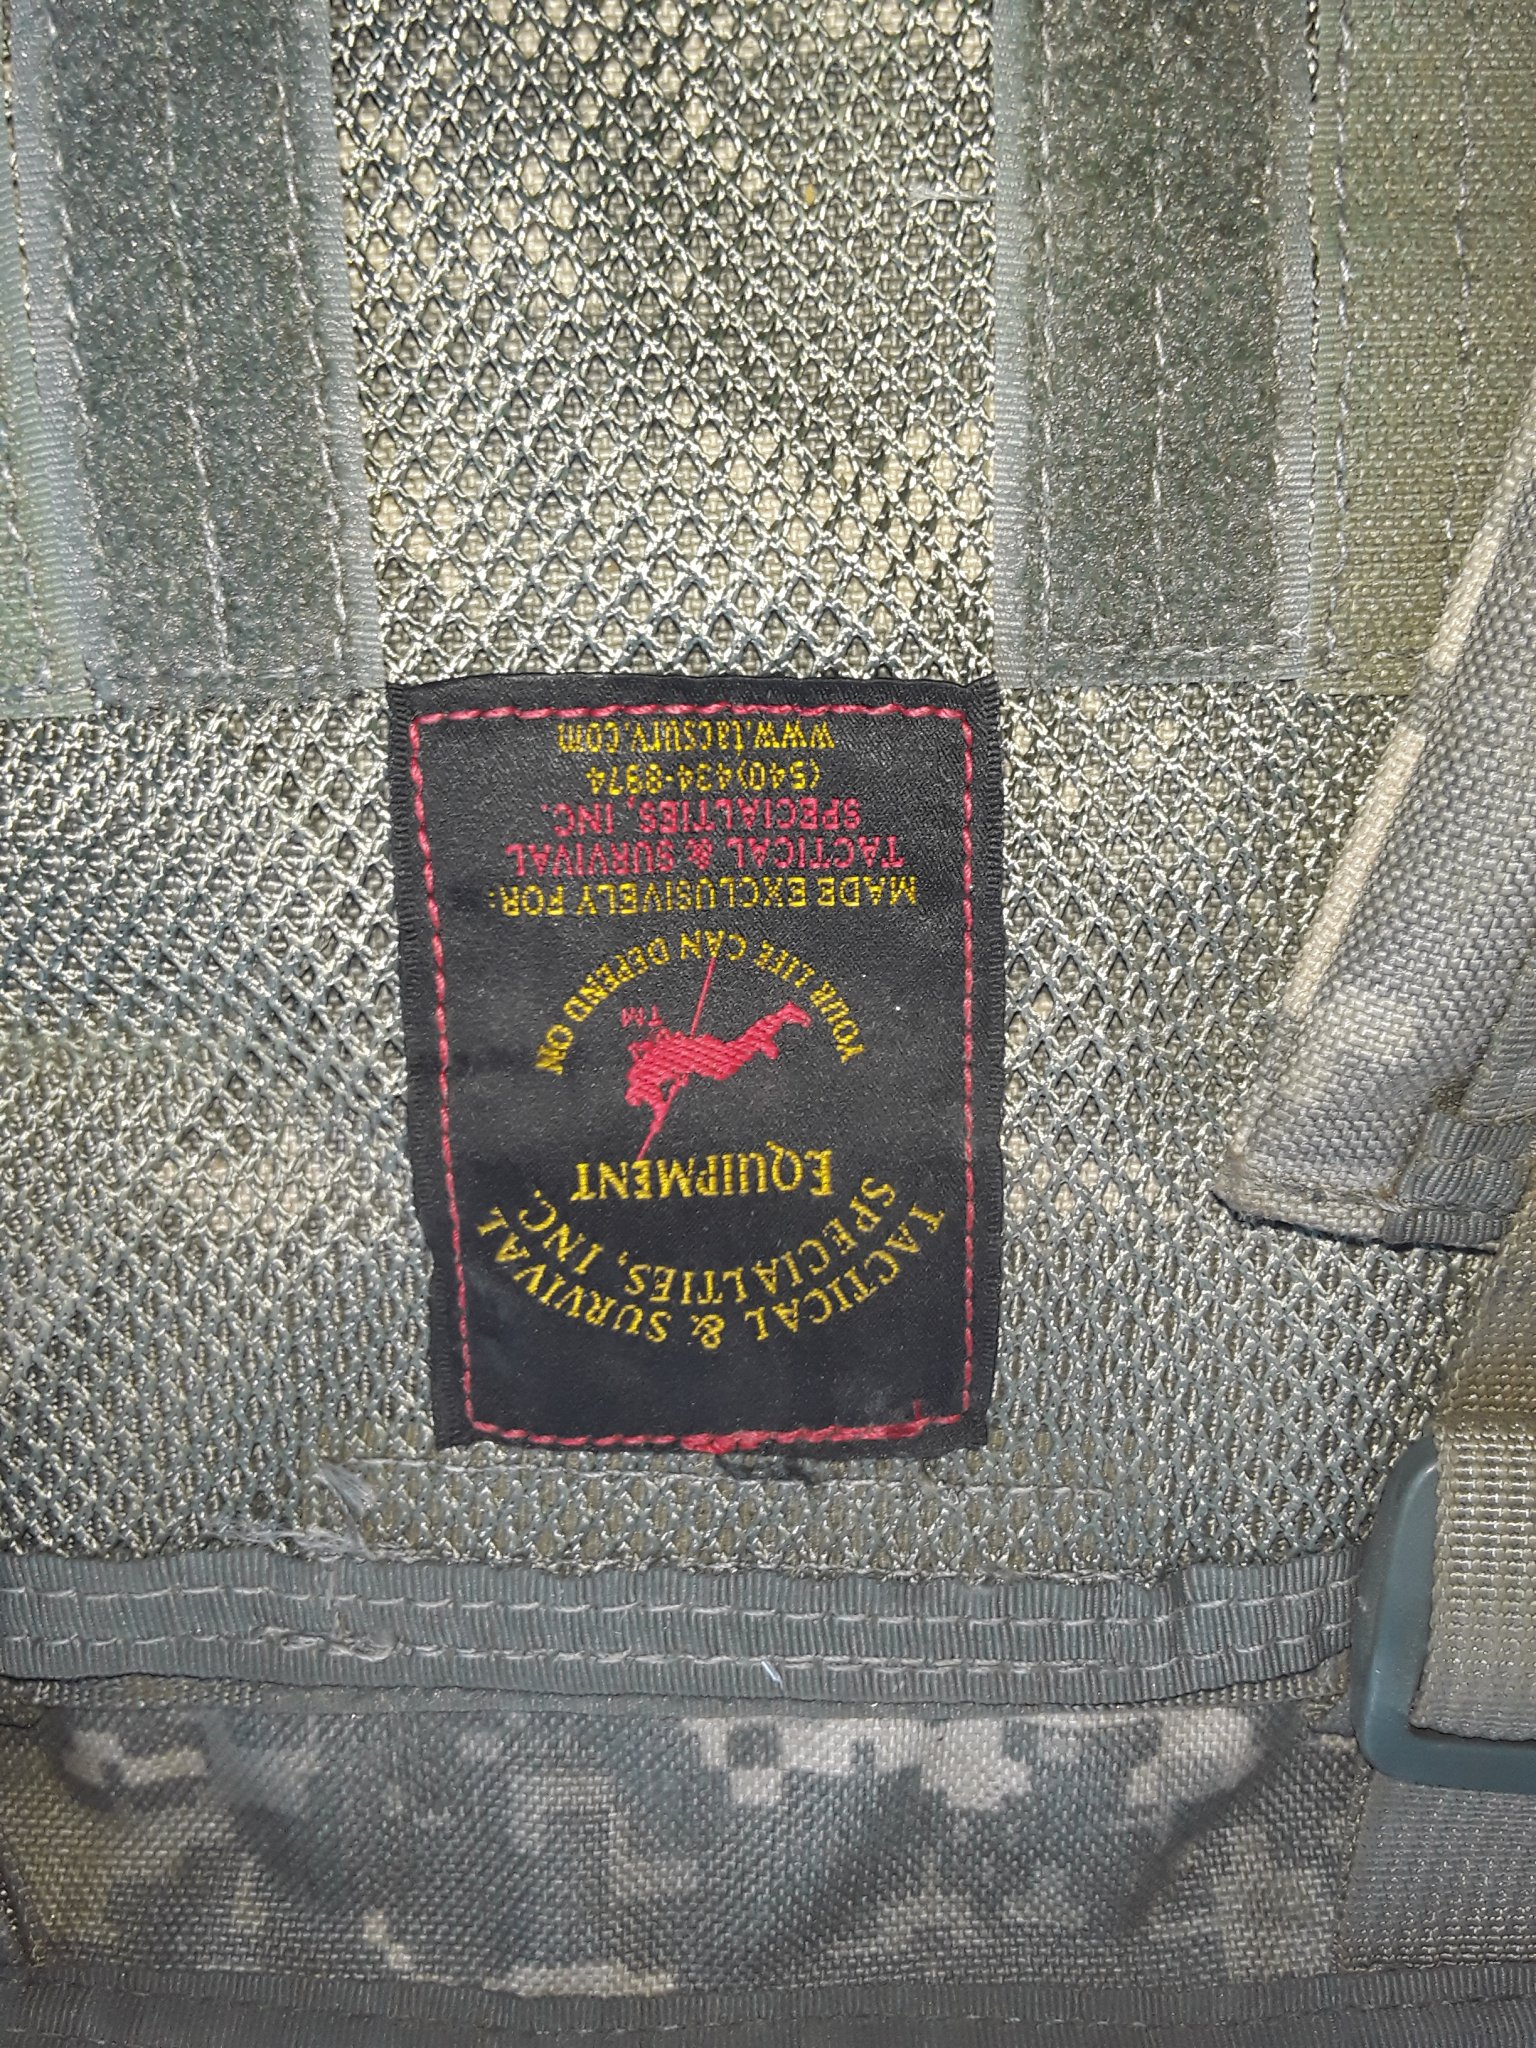 TACTICAL & SURVIVAL
SPECIALTIES, INC.
EQUIPMENT
TM
YOUR LIFE CAN DEPEND ON
MADE EXCLUSIVELY FOR:
TACTICAL & SURVIVAL
SPECIALTIES, INC.
(540)434-8974
www.tacsurv.com